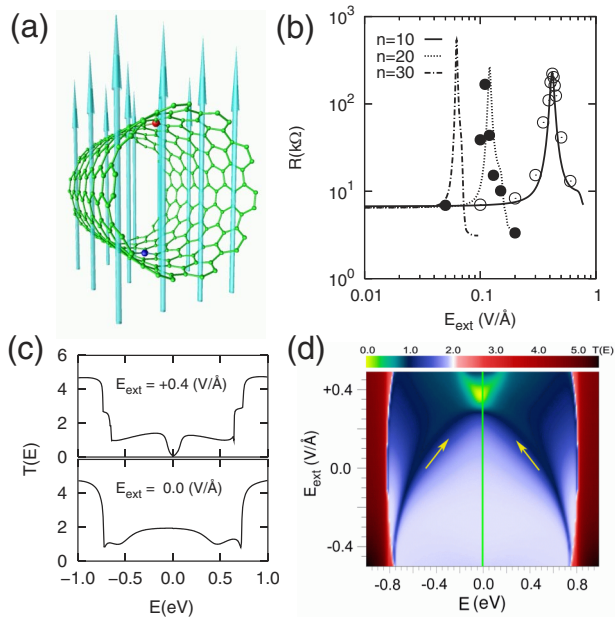 (a)
(b)
10³
10²
10¹
10⁰
R(kΩ)
n=10
n=20
n=30
0.01
0.1
1
E_ext (V/Å)
(c)
6
4
2
0
E_ext = +0.4 (V/Å)
T(E)
4
2
0
E_ext = 0.0 (V/Å)
−1.0
−0.5
0.0
0.5
1.0
E(eV)
(d)
0.0 1.0 2.0 3.0 4.0 5.0 T(E)
+0.4
0.0
-0.4
E_ext (V/Å)
-0.8 -0.4 0.0 0.4 0.8
E (eV)